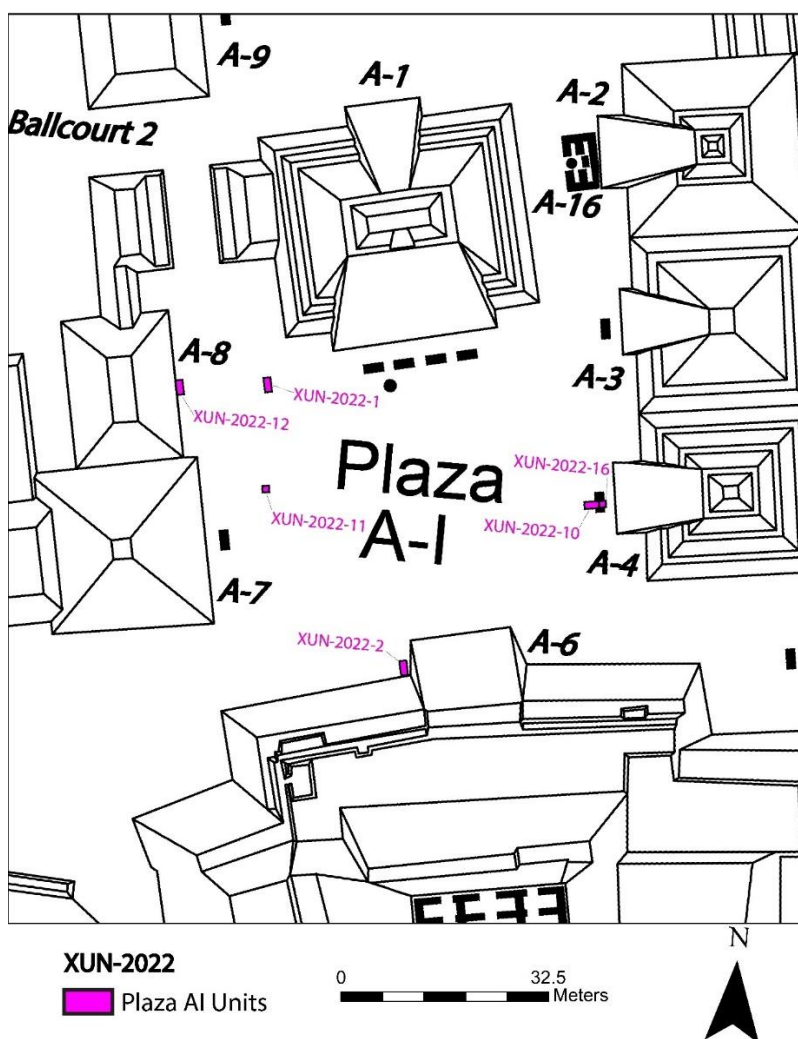 A-9
A-1
A-2
Ballcourt 2
A-16
A-8
A-3
XUN-2022-1
XUN-2022-12
Plaza
A-I
XUN-2022-16
XUN-2022-11
XUN-2022-10
A-4
A-7
XUN-2022-2
A-6
XUN-2022
Plaza AI Units
0
32.5
Meters
N